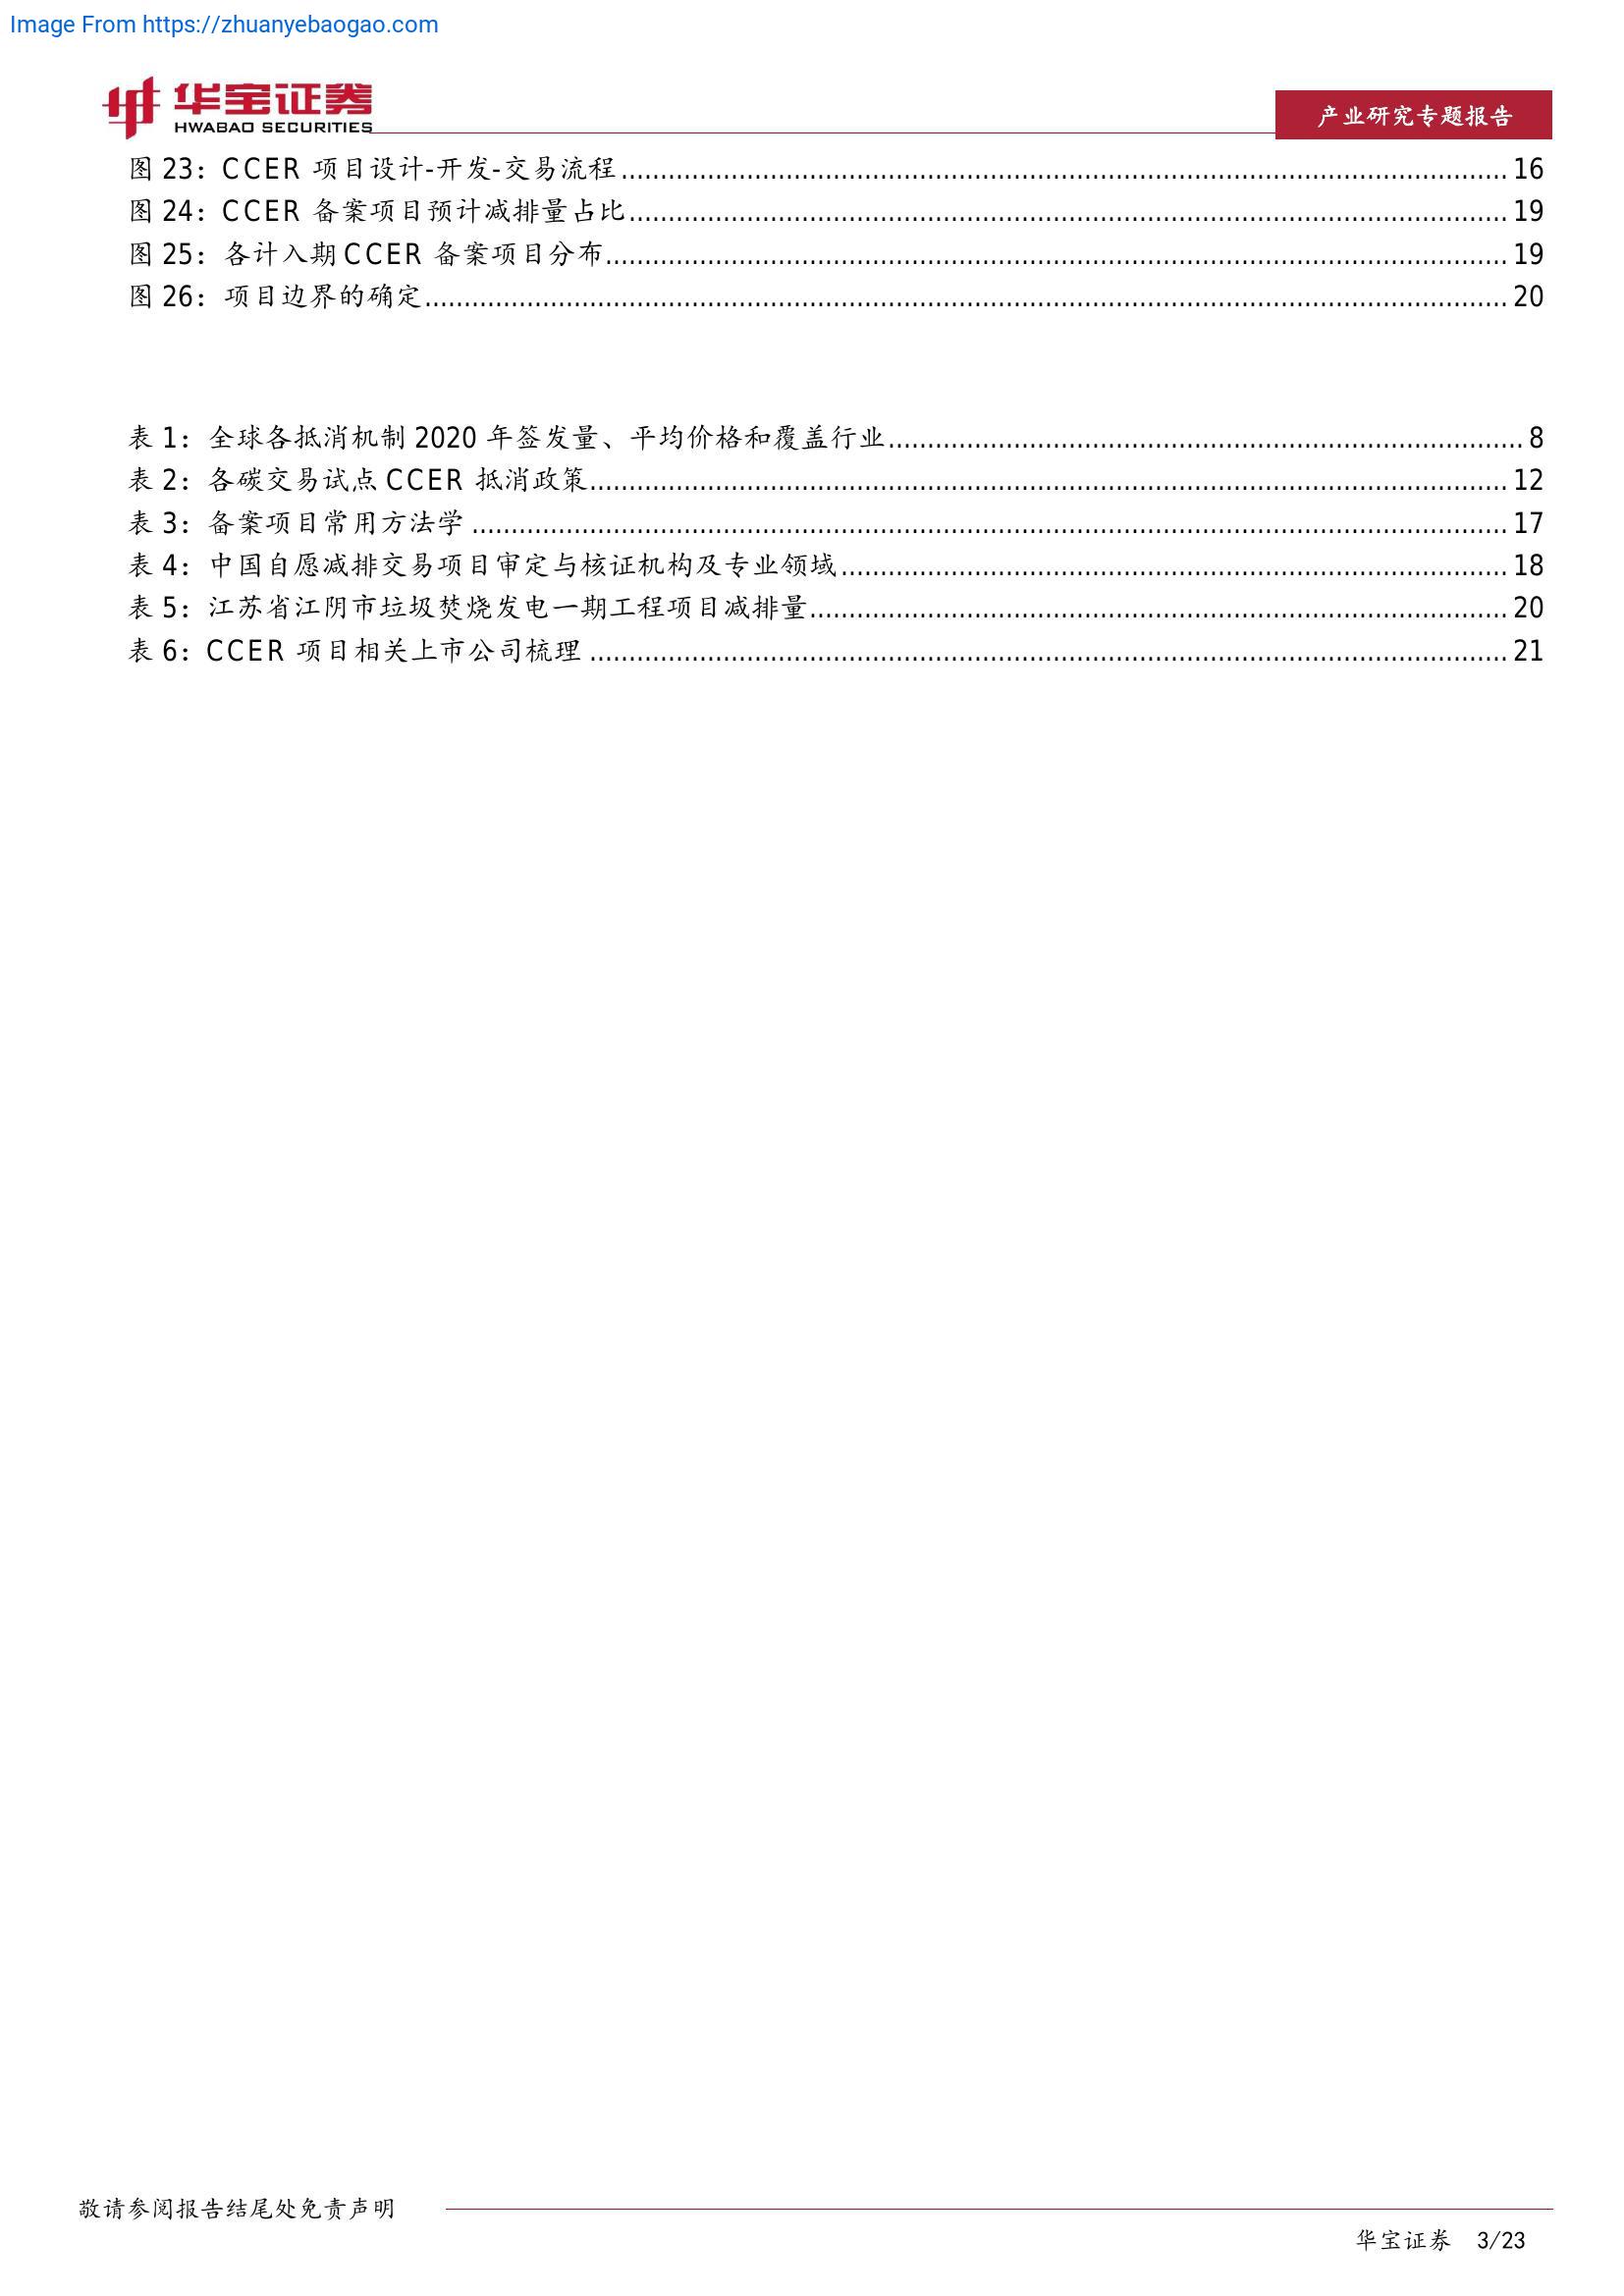 Image From https://zhuanyebaogao.com
华宝证券
HWABAO SECURITIES
产业研究专题报告
图 23：CCER 项目设计-开发-交易流程........................................16
图 24：CCER 备案项目预计减排量占比........................................19
图 25：各计入期 CCER 备案项目分布........................................19
图 26：项目边界的确定........................................20
表 1：全球各抵消机制 2020 年签发量、平均价格和覆盖行业........................................8
表 2：各碳交易试点 CCER 抵消政策........................................12
表 3：备案项目常用方法学........................................17
表 4：中国自愿减排交易项目审定与核证机构及专业领域........................................18
表 5：江苏省江阴市垃圾焚烧发电一期工程项目减排量........................................20
表 6：CCER 项目相关上市公司梳理........................................21
敬请参阅报告结尾处免责声明
华宝证券 3/23